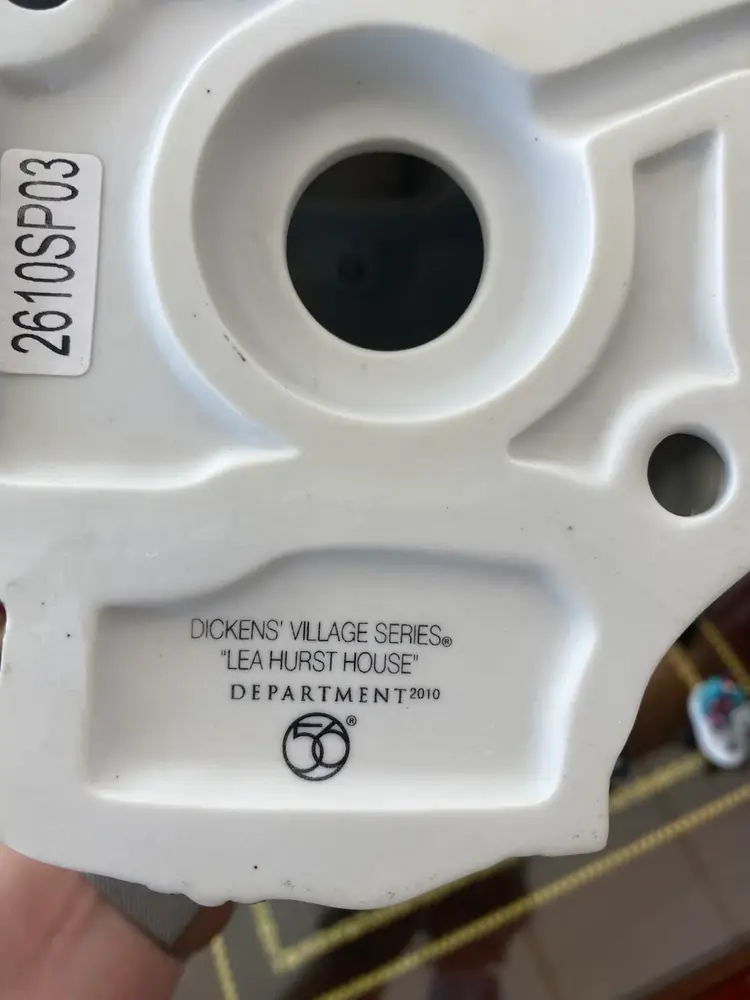 2610SP03
DICKENS' VILLAGE SERIES®
"LEA HURST HOUSE"
DEPARTMENT 2010
56®